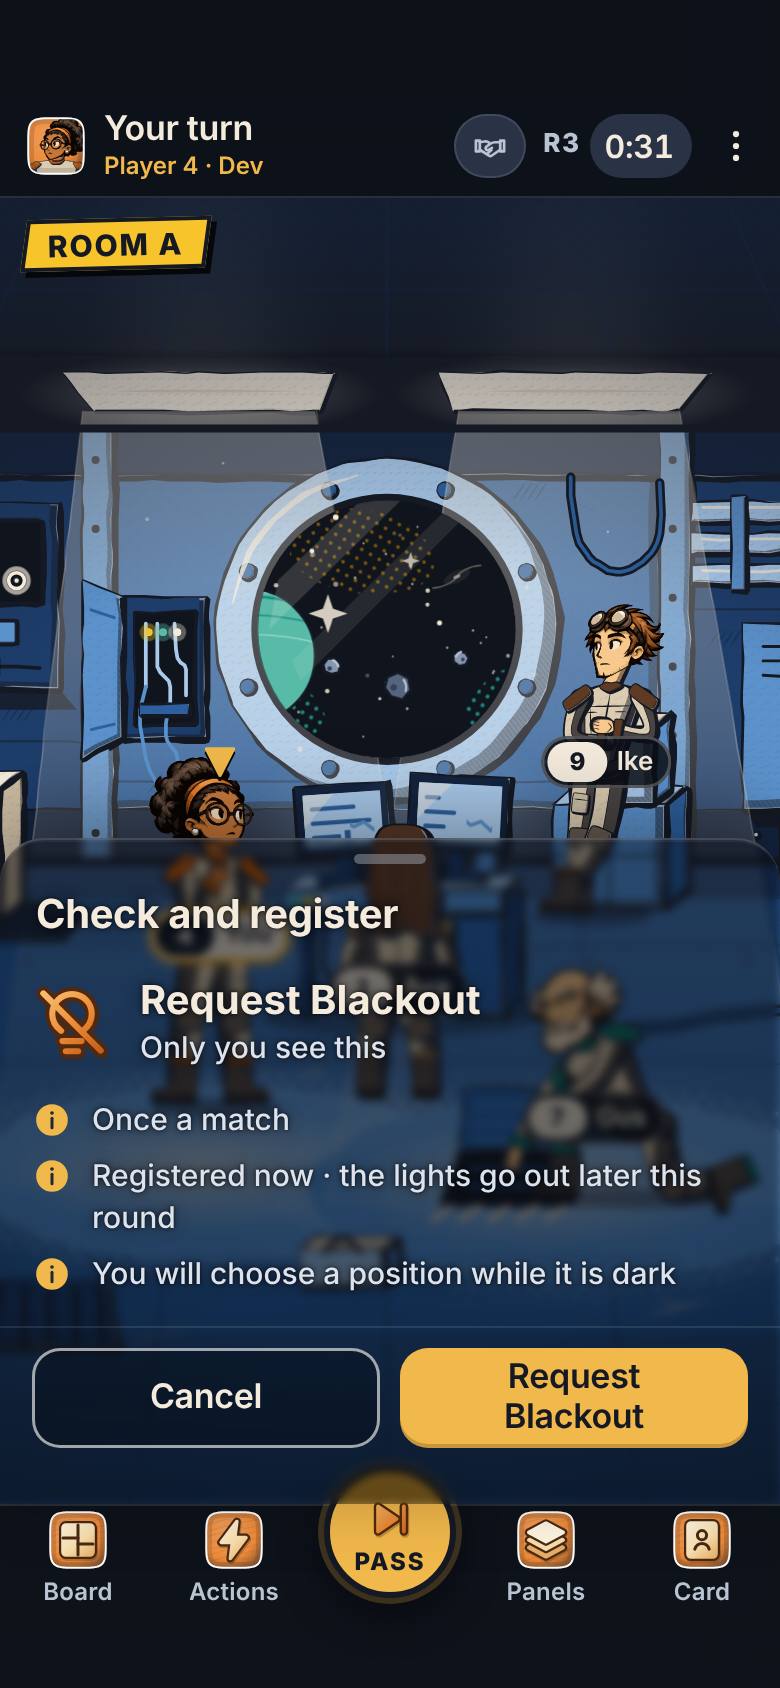 Your turn
Player 4 · Dev
R3
0:31
ROOM A
9 Ike
Check and register
Request Blackout
Only you see this
Once a match
Registered now · the lights go out later this
round
You will choose a position while it is dark
Cancel
Request
Blackout
PASS
Board
Actions
Panels
Card